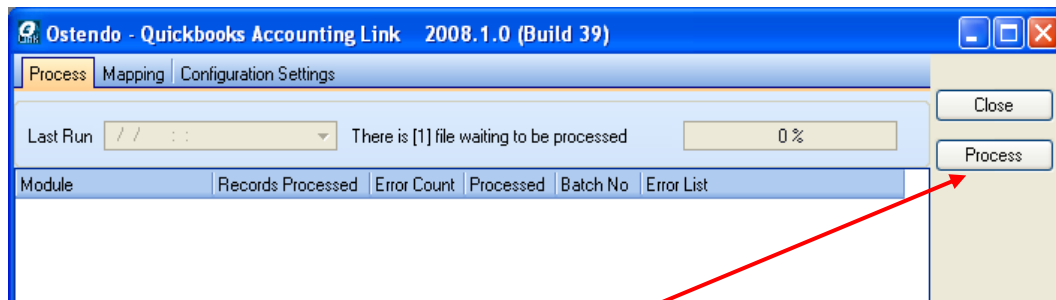 Ostendo - Quickbooks Accounting Link 2008.1.0 (Build 39)
Process Mapping Configuration Settings
Close
Last Run / / : : There is [1] file waiting to be processed 0 %
Process
Module Records Processed Error Count Processed Batch No Error List